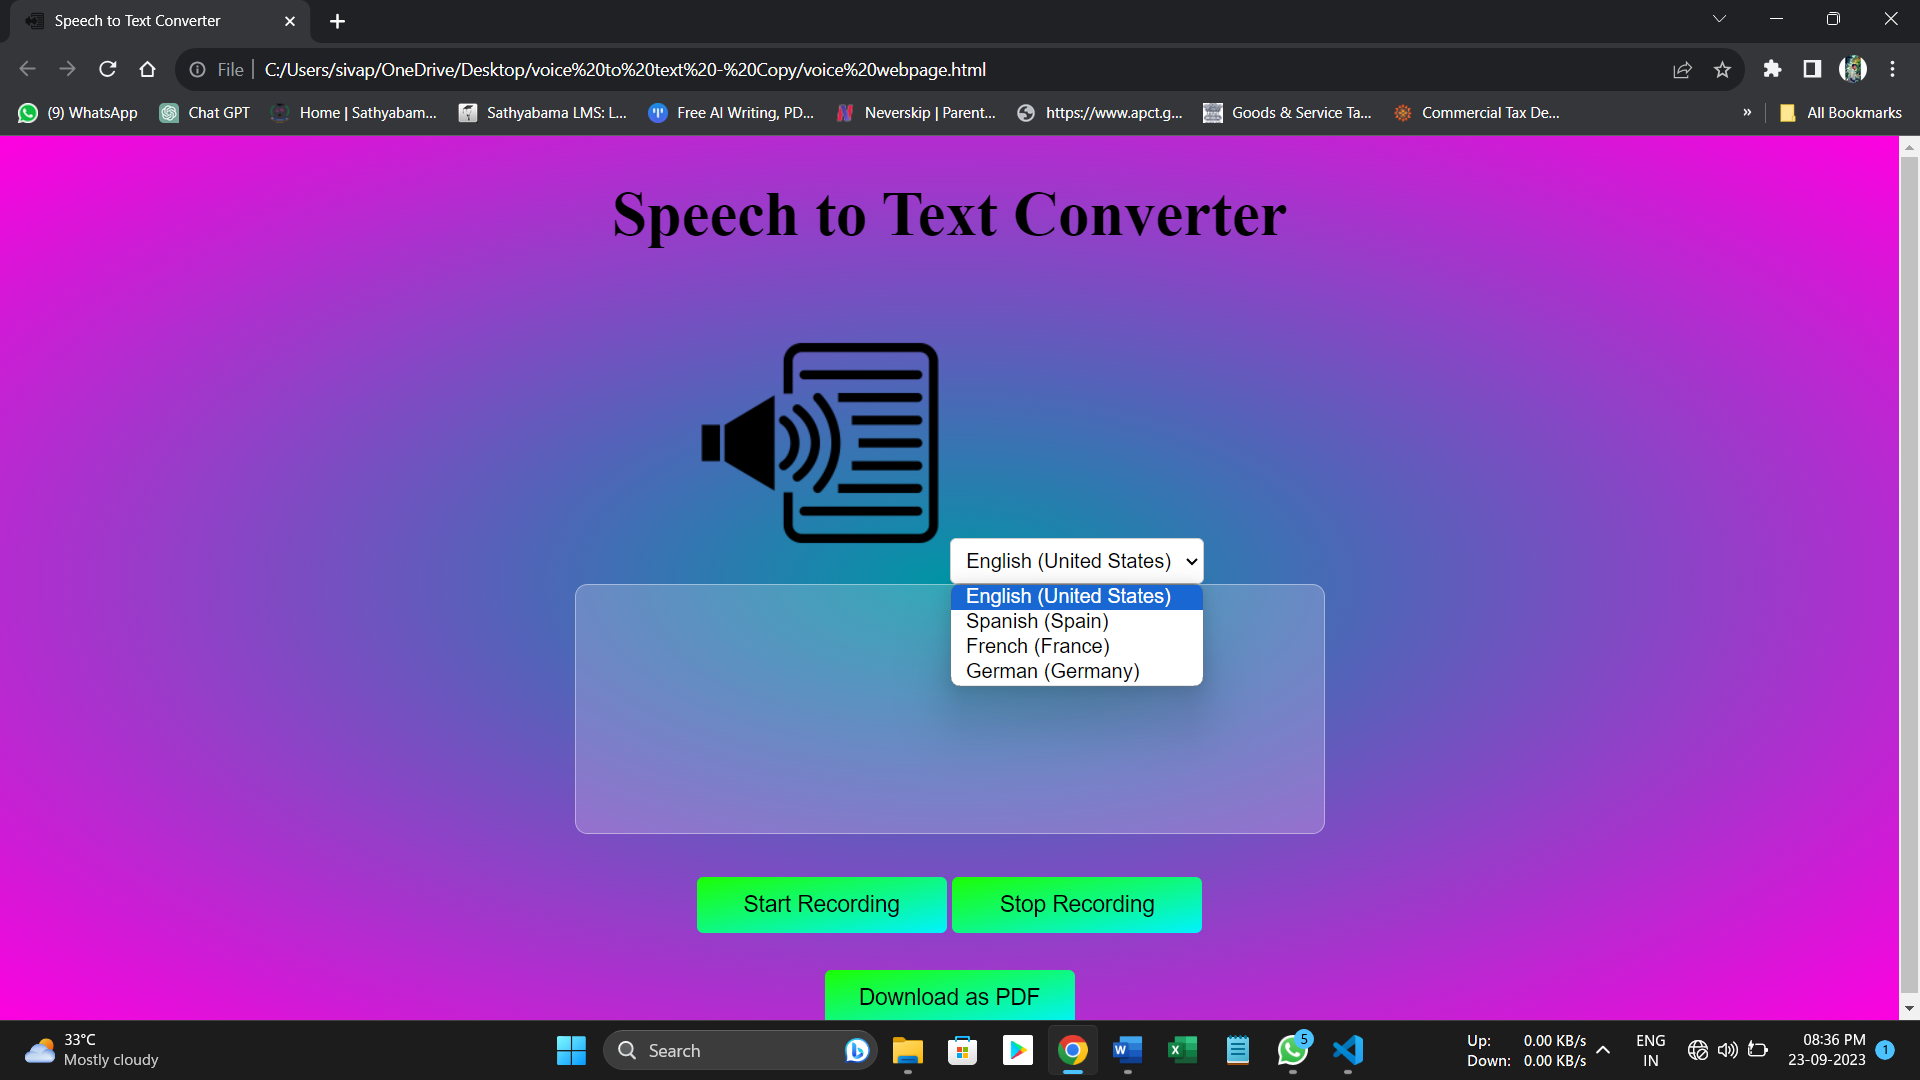 Speech to Text Converter
File
C:/Users/sivap/OneDrive/Desktop/voice%20to%20text%20-%20Copy/voice%20webpage.html
(9) WhatsApp
Chat GPT
Home | Sathyabam...
Sathyabama LMS: L...
Free AI Writing, PD...
Neverskip | Parent...
https://www.apct.g...
Goods & Service Ta...
Commercial Tax De...
»
All Bookmarks
Speech to Text Converter
English (United States)
English (United States)
Spanish (Spain)
French (France)
German (Germany)
Start Recording
Stop Recording
Download as PDF
33°C
Mostly cloudy
Search
5
Up: 0.00 KB/s
Down: 0.00 KB/s
ENG
IN
08:36 PM
23-09-2023
1